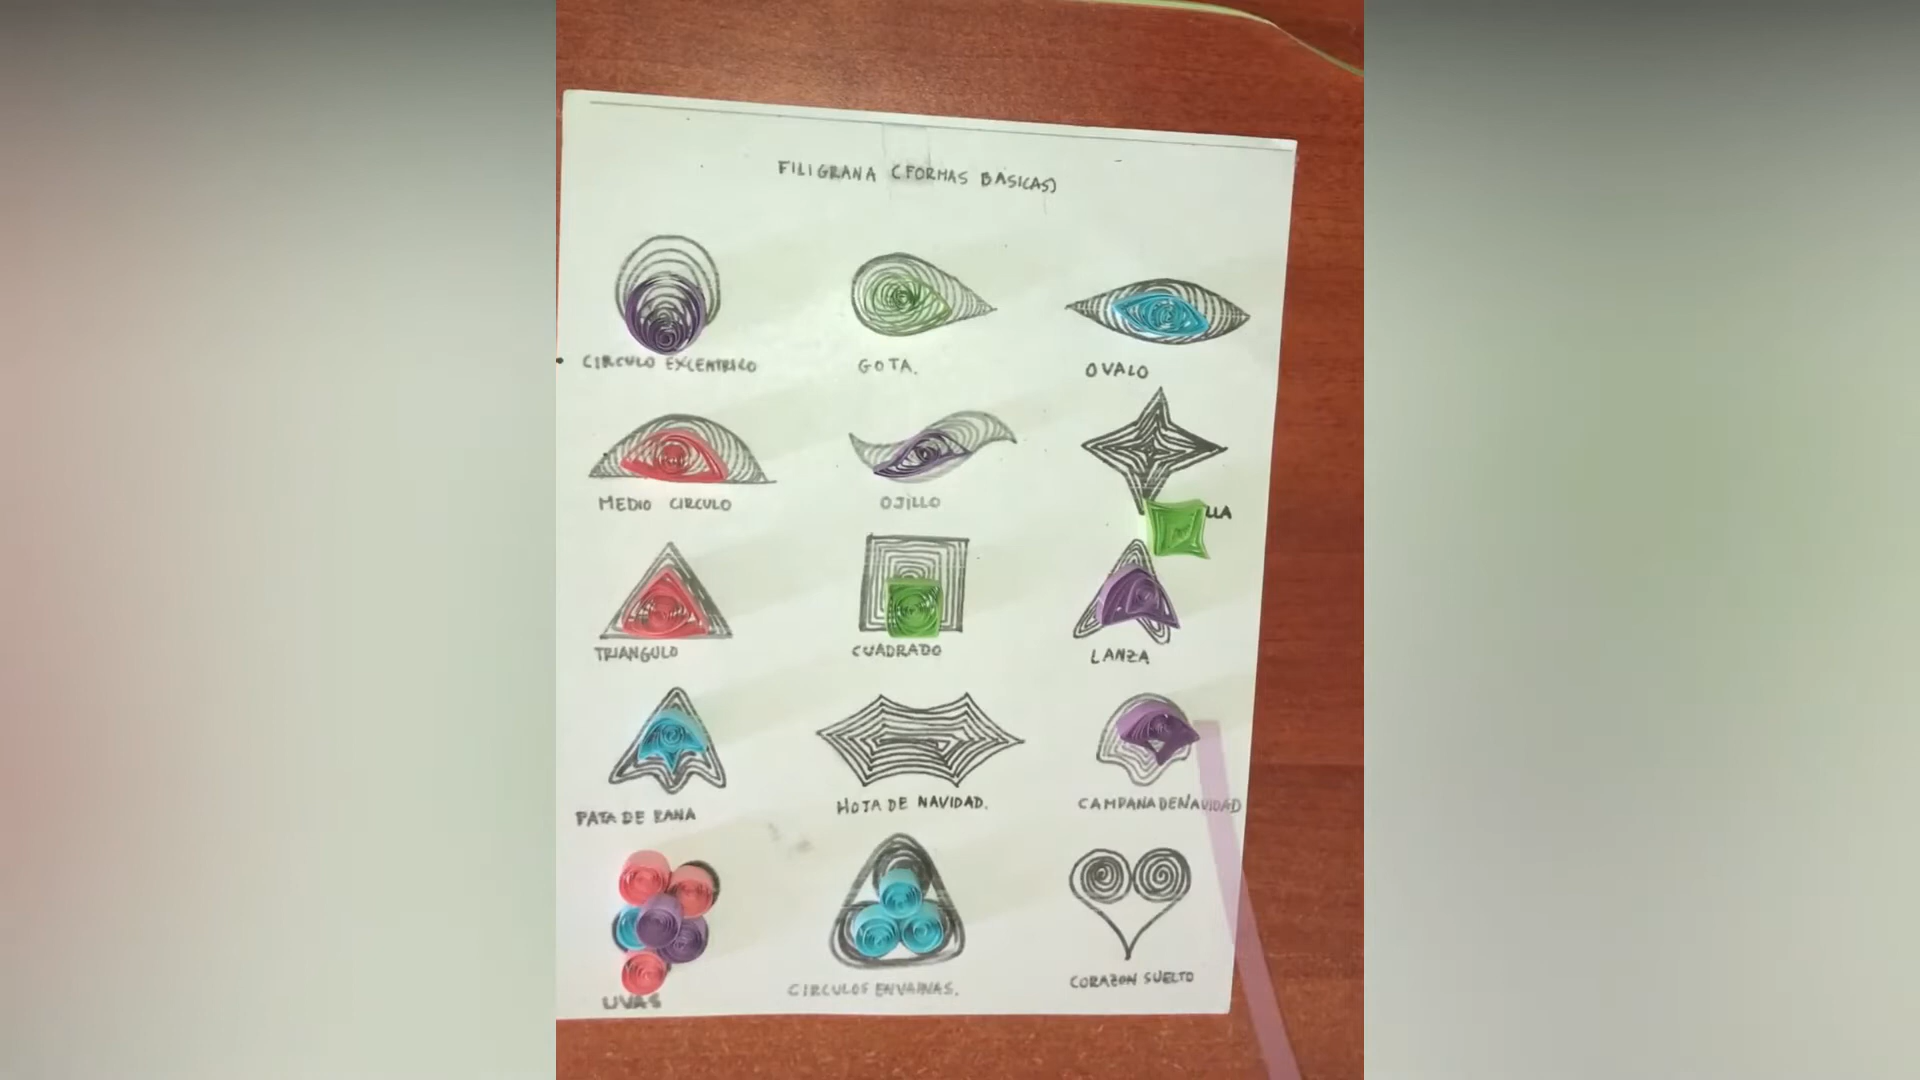 FILIGRANA (FORMAS BASICAS)
CIRCULO EXCENTRICO
GOTA.
OVALO
MEDIO CIRCULO
OJILLO
LLA
TRIANGULO
CUADRADO
LANZA
PATA DE RANA
HOJA DE NAVIDAD.
CAMPANA DE NAVIDAD
UVAS
CIRCULOS ENVAINAS.
CORAZON SUELTO